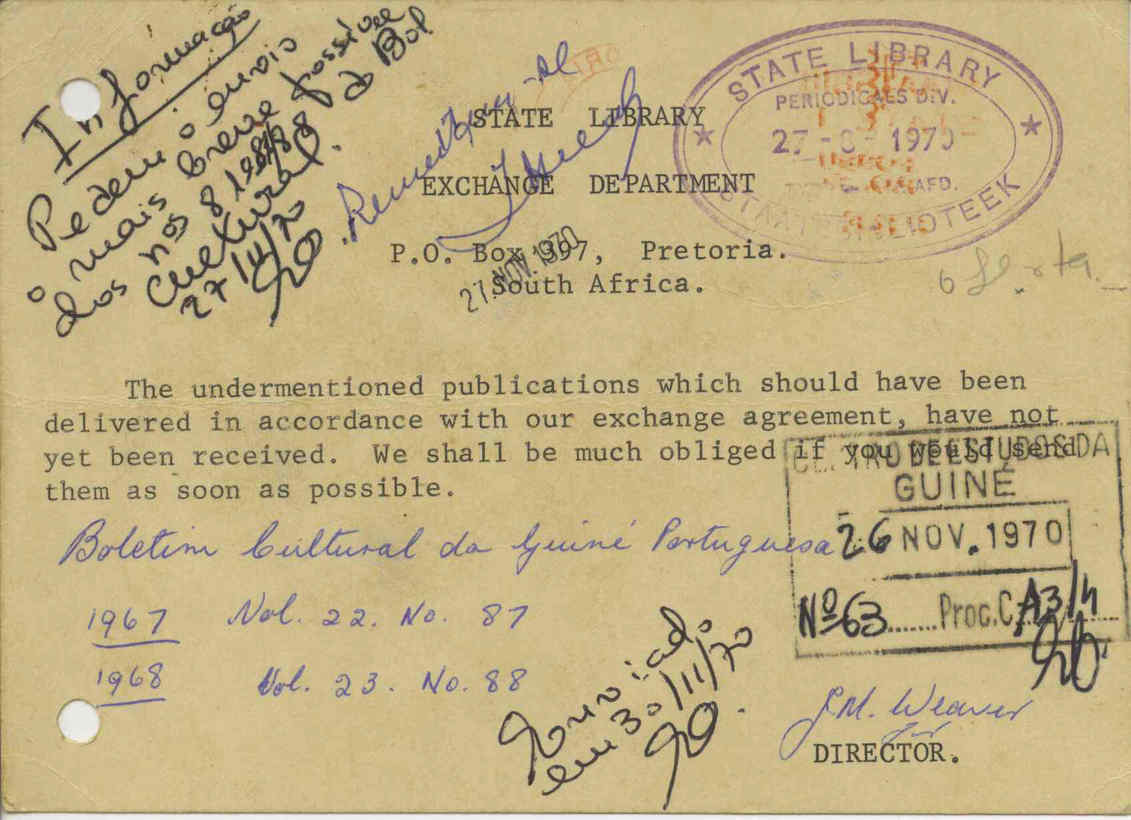 Informação
Pedem o envio
o mais breve possivel
dos nos 87 e 88 do Bol
Cultural.
27/11/70
STATE LIBRARY
EXCHANGE DEPARTMENT
P.O. Box 397, Pretoria.
South Africa.
27. NOV. 1970
STATE LIBRARY
PERIODICALS DIV.
1970
AFD.
STAATSBIBLIOTEEK
oferta
The undermentioned publications which should have been
delivered in accordance with our exchange agreement, have not
yet been received. We shall be much obliged if you would send
them as soon as possible.
Boletim Cultural da Guiné Portuguesa
1967 Vol. 22. No. 87
1968 Vol. 23. No. 88
CENTRO DE ESTUDOS DA
GUINÉ
26 NOV. 1970
Nº 63 Proc. C, A3/4
Enviado
em 30/11/70
J.M. Weaver
for
DIRECTOR.